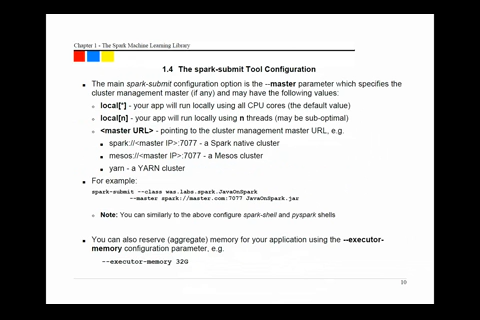 Chapter 1 - The Spark Machine Learning Library
1.4 The spark-submit Tool Configuration
▪ The main spark-submit configuration option is the --master parameter which specifies the
cluster management master (if any) and may have the following values:
◦ local[*] - your app will run locally using all CPU cores (the default value)
◦ local[n] - your app will run locally using n threads (may be sub-optimal)
◦ <master URL> - pointing to the cluster management master URL, e.g.
▪ spark://<master IP>:7077 - a Spark native cluster
▪ mesos://<master IP>:7077 - a Mesos cluster
▪ yarn - a YARN cluster
▪ For example:
spark-submit --class was.labs.spark.JavaOnSpark
--master spark://master.com:7077 JavaOnSpark.jar
◦ Note: You can similarly to the above configure spark-shell and pyspark shells
▪ You can also reserve (aggregate) memory for your application using the --executor-
memory configuration parameter, e.g.
--executor-memory 32G
10